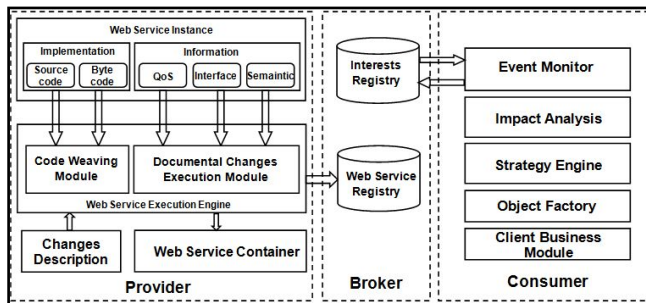 Web Service Instance
Implementation
Information
Source
code
Byte
code
QoS
Interface
Semaintic
Code Weaving
Module
Documental Changes
Execution Module
Web Service Execution Engine
Changes
Description
Web Service Container
Provider
Interests
Registry
Web Service
Registry
Broker
Event Monitor
Impact Analysis
Strategy Engine
Object Factory
Client Business
Module
Consumer